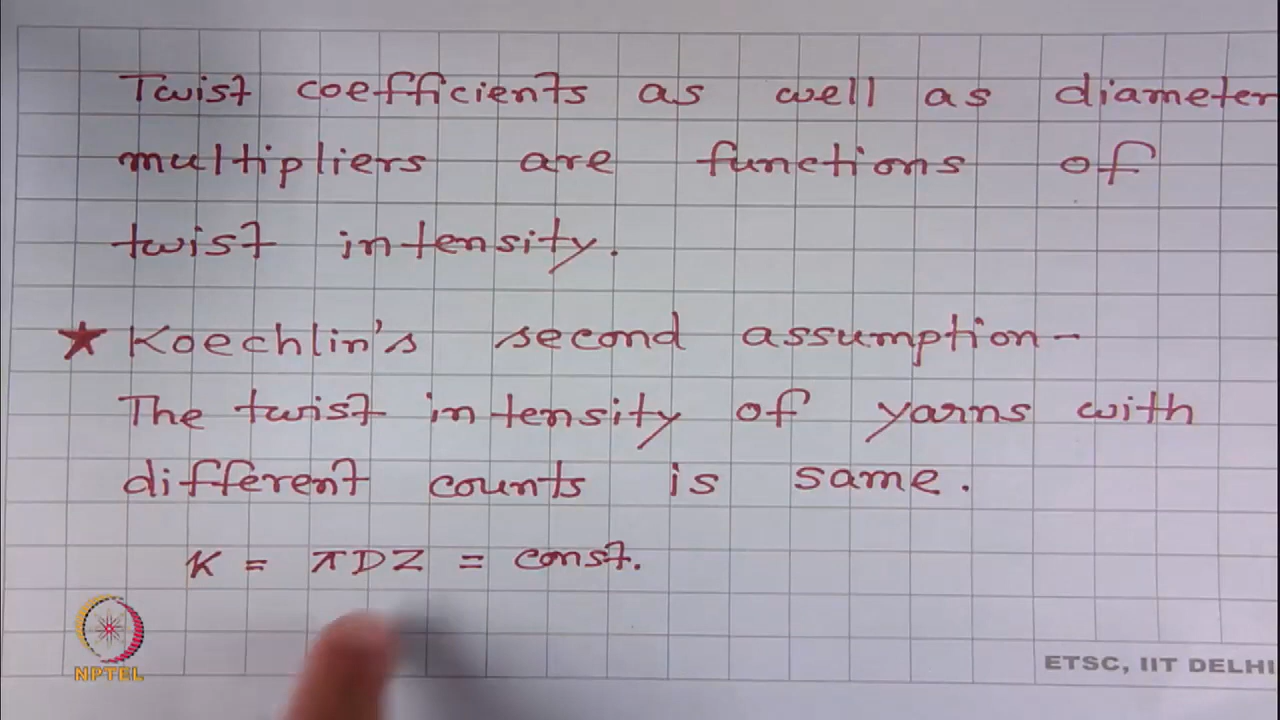 Twist coefficients as well as diameter
multipliers are functions of
twist intensity.
★ Koechlin's second assumption-
The twist intensity of yarns with
different counts is same.
K = πDZ = const.
NPTEL
ETSC, IIT DELHI